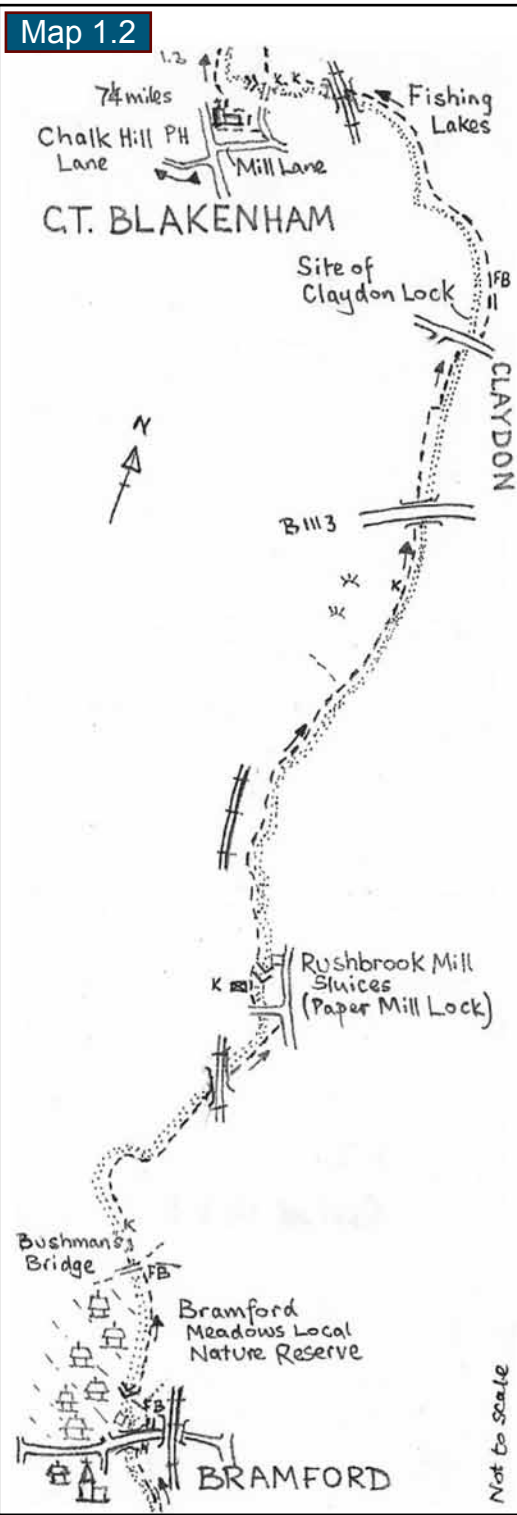 Map 1.2
1.2
7¼ miles
Chalk Hill
Lane
PH
Mill Lane
GT. BLAKENHAM
K K
Fishing
Lakes
Site of
Claydon Lock
FB
CLAYDON
N
B1113
K
Rushbrook Mill
Sluices
(Paper Mill Lock)
K
K
Bushman's
Bridge
FB
Bramford
Meadows Local
Nature Reserve
FB
BRAMFORD
Not to scale